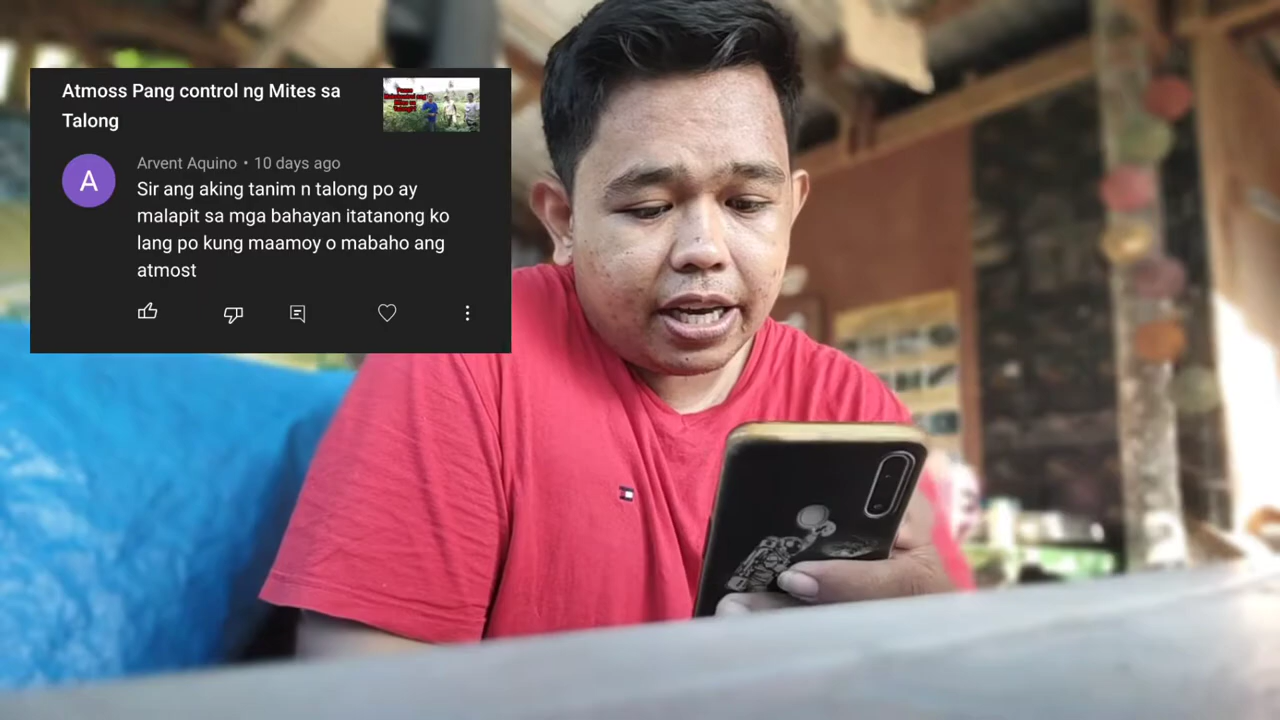 Atmoss Pang control ng Mites sa
Talong
Arvent Aquino • 10 days ago
A
Sir ang aking tanim n talong po ay
malapit sa mga bahayan itatanong ko
lang po kung maamoy o mabaho ang
atmost